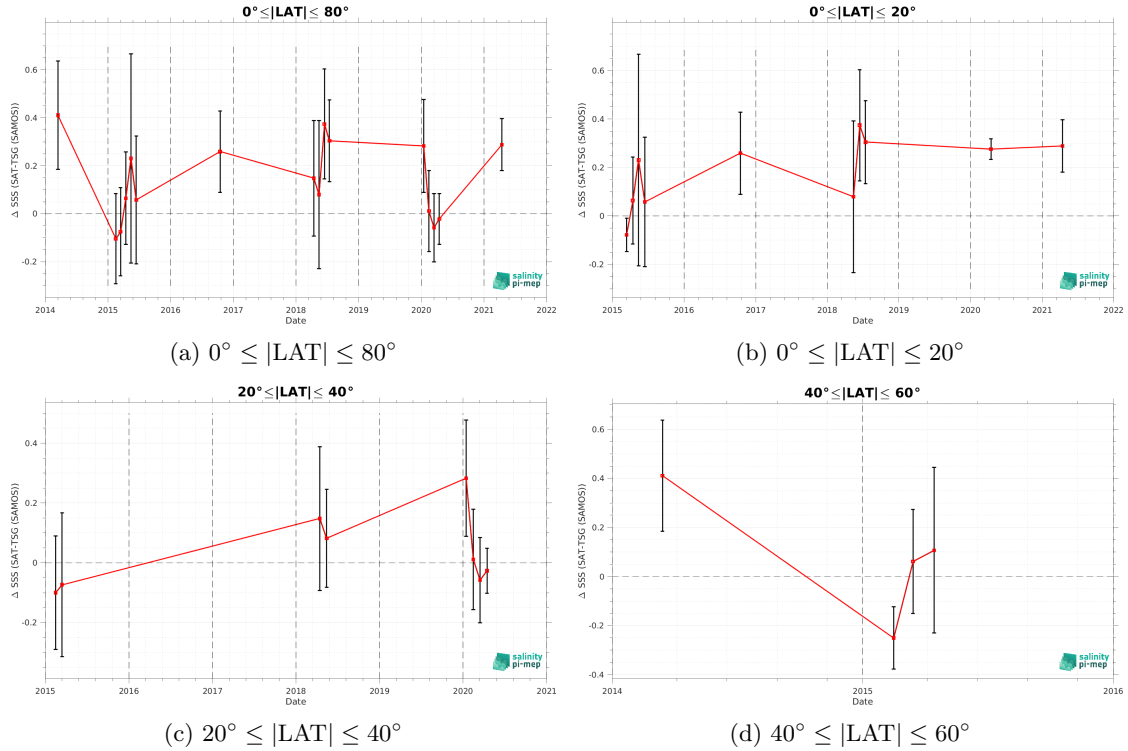 0°≤|LAT|≤ 80°
Δ SSS (SAT-TSG (SAMOS))
0.6
0.4
0.2
0
-0.2
2014 2015 2016 2017 2018 2019 2020 2021 2022
Date
salinity
pi-mep
(a) 0° ≤ |LAT| ≤ 80°
0°≤|LAT|≤ 20°
Δ SSS (SAT-TSG (SAMOS))
0.6
0.4
0.2
0
-0.2
2015 2016 2017 2018 2019 2020 2021 2022
Date
salinity
pi-mep
(b) 0° ≤ |LAT| ≤ 20°
20°≤|LAT|≤ 40°
Δ SSS (SAT-TSG (SAMOS))
0.4
0.2
0
-0.2
2015 2016 2017 2018 2019 2020 2021
Date
salinity
pi-mep
(c) 20° ≤ |LAT| ≤ 40°
40°≤|LAT|≤ 60°
Δ SSS (SAT-TSG (SAMOS))
0.6
0.4
0.2
0
-0.2
-0.4
2014 2015 2016
Date
salinity
pi-mep
(d) 40° ≤ |LAT| ≤ 60°